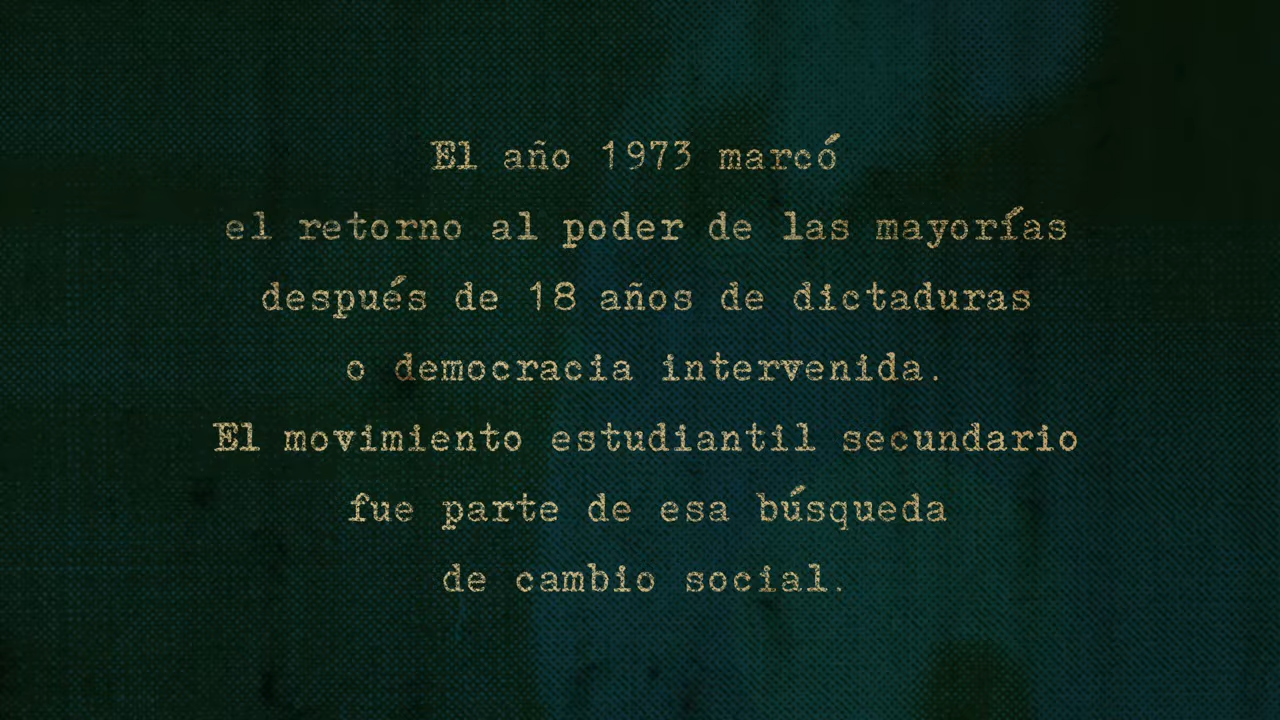 El año 1973 marcó
el retorno al poder de las mayorías
después de 18 años de dictaduras
o democracia intervenida.
El movimiento estudiantil secundario
fue parte de esa búsqueda
de cambio social.